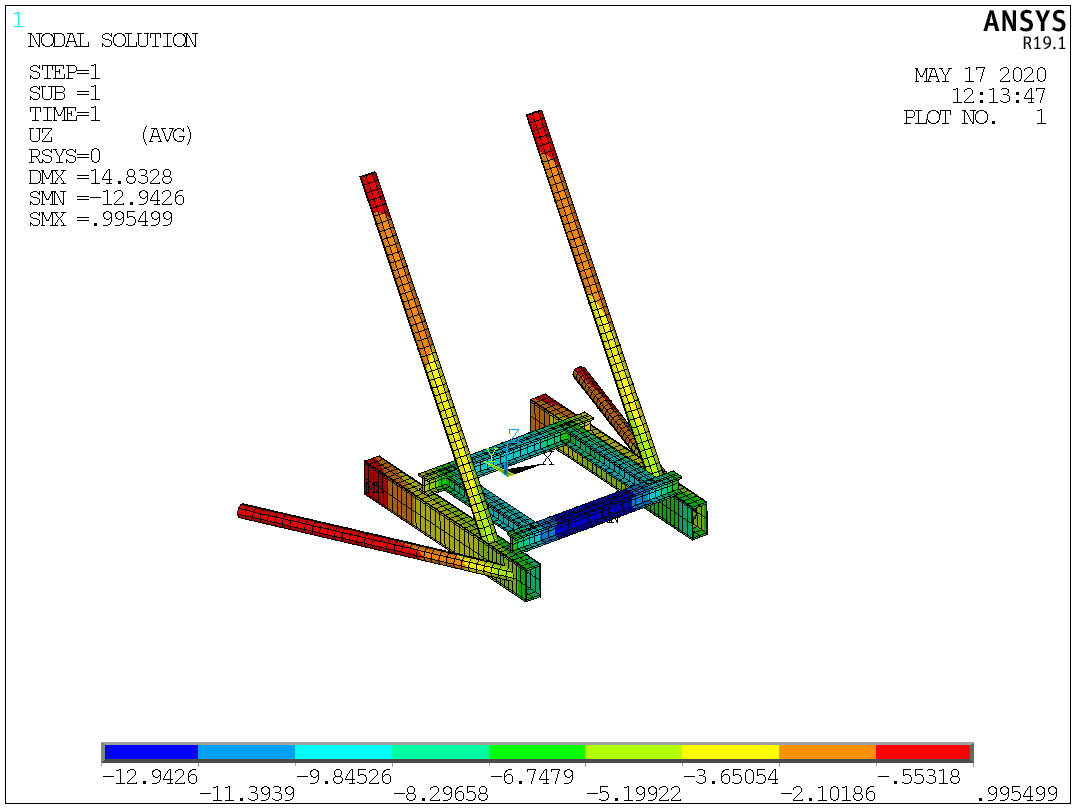 1
ANSYS
R19.1
NODAL SOLUTION
STEP=1
SUB =1
TIME=1
UZ (AVG)
RSYS=0
DMX =14.8328
SMN =-12.9426
SMX =.995499
MAY 17 2020
12:13:47
PLOT NO. 1
Z
Y
X
-12.9426 -9.84526 -6.7479 -3.65054 -.55318
-11.3939 -8.29658 -5.19922 -2.10186 .995499